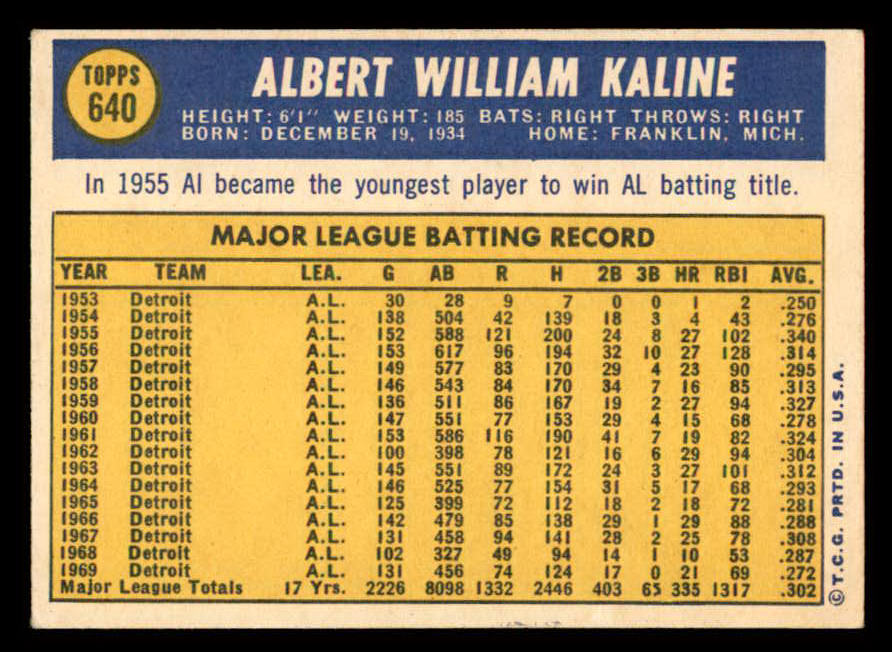 TOPPS
640
ALBERT WILLIAM KALINE
HEIGHT: 6'1" WEIGHT: 185 BATS: RIGHT THROWS: RIGHT
BORN: DECEMBER 19, 1934 HOME: FRANKLIN, MICH.
In 1955 Al became the youngest player to win AL batting title.
MAJOR LEAGUE BATTING RECORD
YEAR TEAM LEA. G AB R H 2B 3B HR RBI AVG.
1953 Detroit A.L. 30 28 9 7 0 0 1 2 .250
1954 Detroit A.L. 138 504 42 139 18 3 4 43 .276
1955 Detroit A.L. 152 588 121 200 24 8 27 102 .340
1956 Detroit A.L. 153 617 96 194 32 10 27 128 .314
1957 Detroit A.L. 149 577 83 170 29 4 23 90 .295
1958 Detroit A.L. 146 543 84 170 34 7 16 85 .313
1959 Detroit A.L. 136 511 86 167 19 2 27 94 .327
1960 Detroit A.L. 147 551 77 153 29 4 15 68 .278
1961 Detroit A.L. 153 586 116 190 41 7 19 82 .324
1962 Detroit A.L. 100 398 78 121 16 6 29 94 .304
1963 Detroit A.L. 145 551 89 172 24 3 27 101 .312
1964 Detroit A.L. 146 525 77 154 31 5 17 68 .293
1965 Detroit A.L. 125 399 72 112 18 2 18 72 .281
1966 Detroit A.L. 142 479 85 138 29 1 29 88 .288
1967 Detroit A.L. 131 458 94 141 28 2 25 78 .308
1968 Detroit A.L. 102 327 49 94 14 1 10 53 .287
1969 Detroit A.L. 131 456 74 124 17 0 21 69 .272
Major League Totals 17 Yrs. 2226 8098 1332 2446 403 65 335 1317 .302
©T.C.G. PRTD. IN U.S.A.